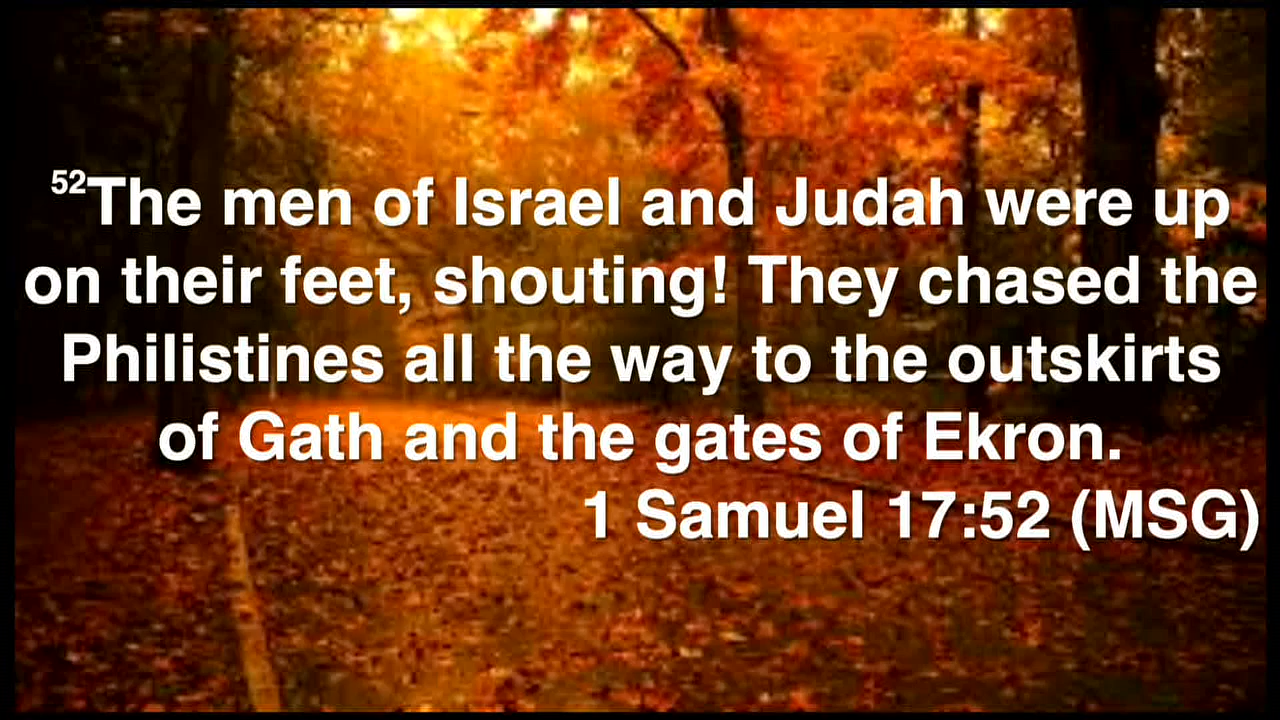 52The men of Israel and Judah were up
on their feet, shouting! They chased the
Philistines all the way to the outskirts
of Gath and the gates of Ekron.
1 Samuel 17:52 (MSG)